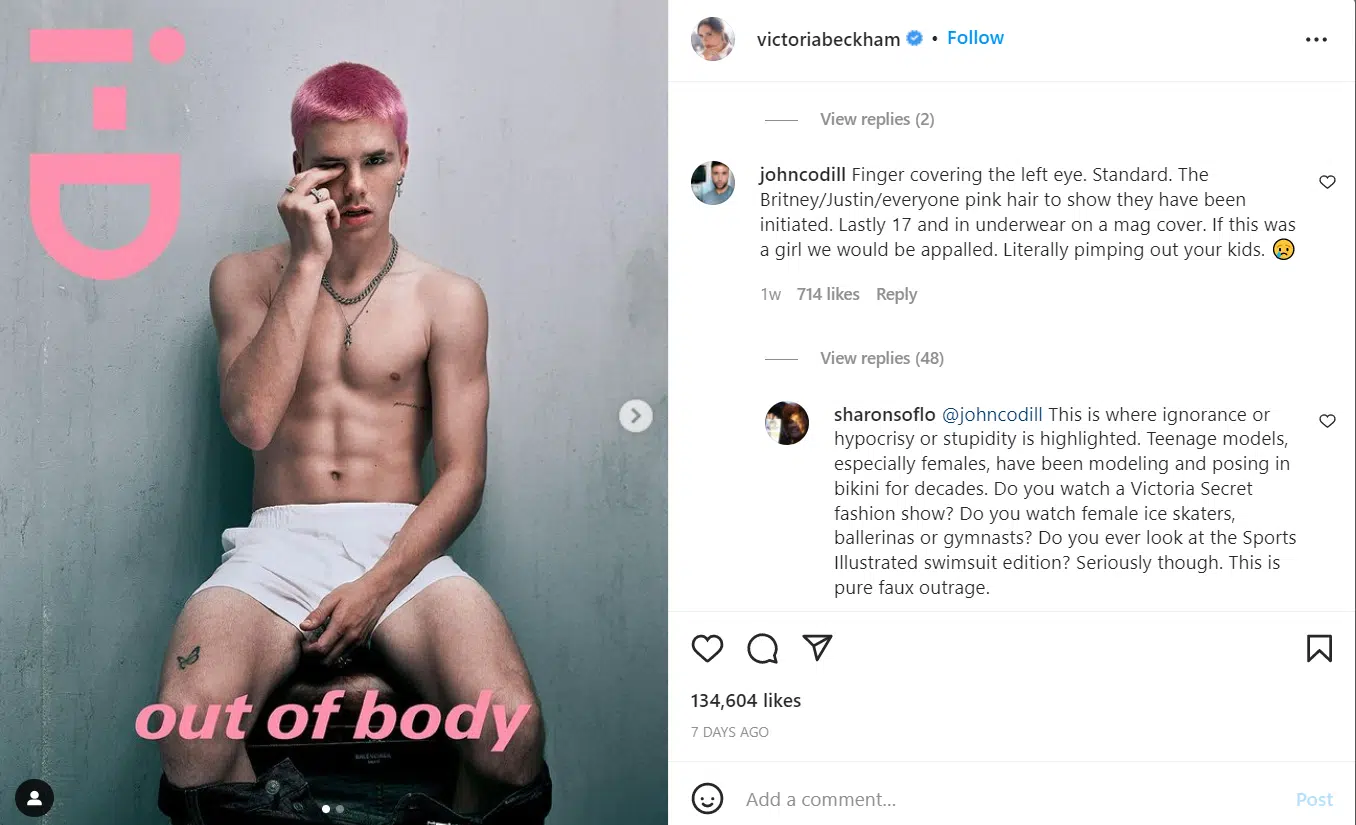 i-D
out of body
victoriabeckham • Follow
View replies (2)
johncodill Finger covering the left eye. Standard. The
Britney/Justin/everyone pink hair to show they have been
initiated. Lastly 17 and in underwear on a mag cover. If this was
a girl we would be appalled. Literally pimping out your kids. 😥
1w 714 likes Reply
View replies (48)
sharonsoflo @johncodill This is where ignorance or
hypocrisy or stupidity is highlighted. Teenage models,
especially females, have been modeling and posing in
bikini for decades. Do you watch a Victoria Secret
fashion show? Do you watch female ice skaters,
ballerinas or gymnasts? Do you ever look at the Sports
Illustrated swimsuit edition? Seriously though. This is
pure faux outrage.
134,604 likes
7 DAYS AGO
Add a comment... Post